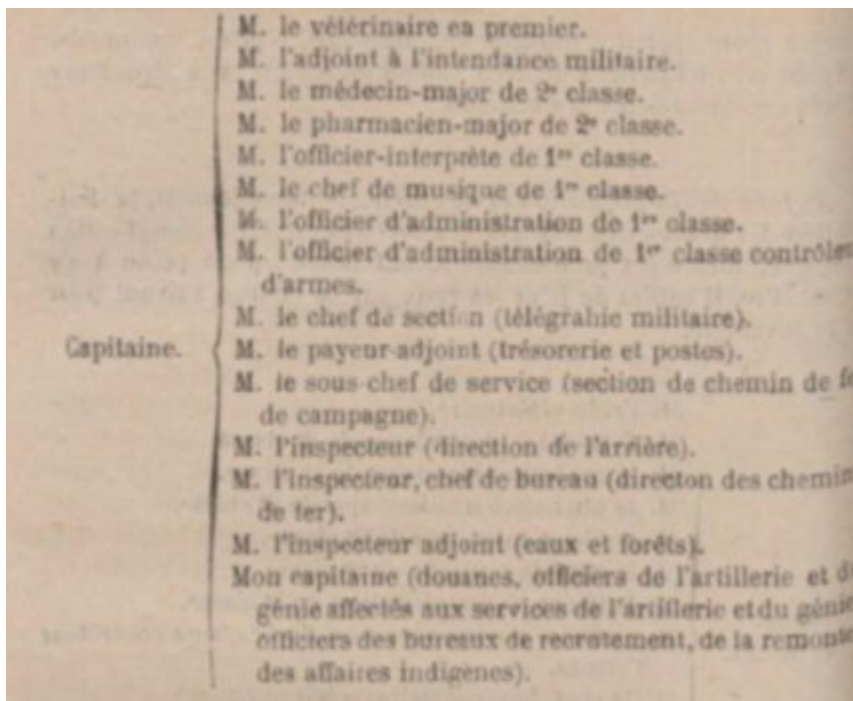 M. le vétérinaire en premier.
M. l'adjoint à l'intendance militaire.
M. le médecin-major de 2e classe.
M. le pharmacien-major de 2e classe.
M. l'officier-interprète de 1re classe.
M. le chef de musique de 1re classe.
M. l'officier d'administration de 1re classe.
M. l'officier d'administration de 1re classe contrôleu
d'armes.
M. le chef de section (télégrahie militaire).
Capitaine. { M. le payeur-adjoint (trésorerie et postes).
M. le sous-chef de service (section de chemin de fe
de campagne).
M. l'inspecteur (direction de l'arrière).
M. l'inspecteur, chef de bureau (directon des chemin
de fer).
M. l'inspecteur adjoint (eaux et forêts).
Mon capitaine (douanes, officiers de l'artillerie et d
génie affectés aux services de l'artillerie et du génie
officiers des bureaux de recrutement, de la remonte
des affaires indigènes).